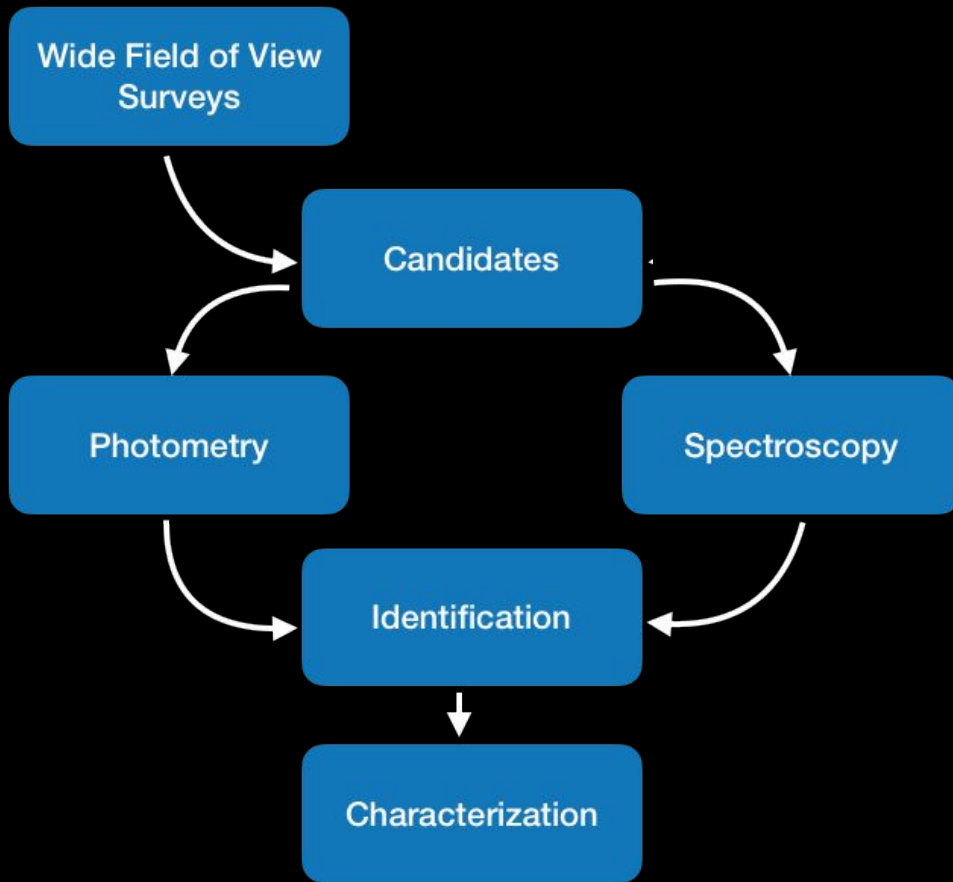 Wide Field of View
Surveys
Candidates
Photometry
Spectroscopy
Identification
Characterization